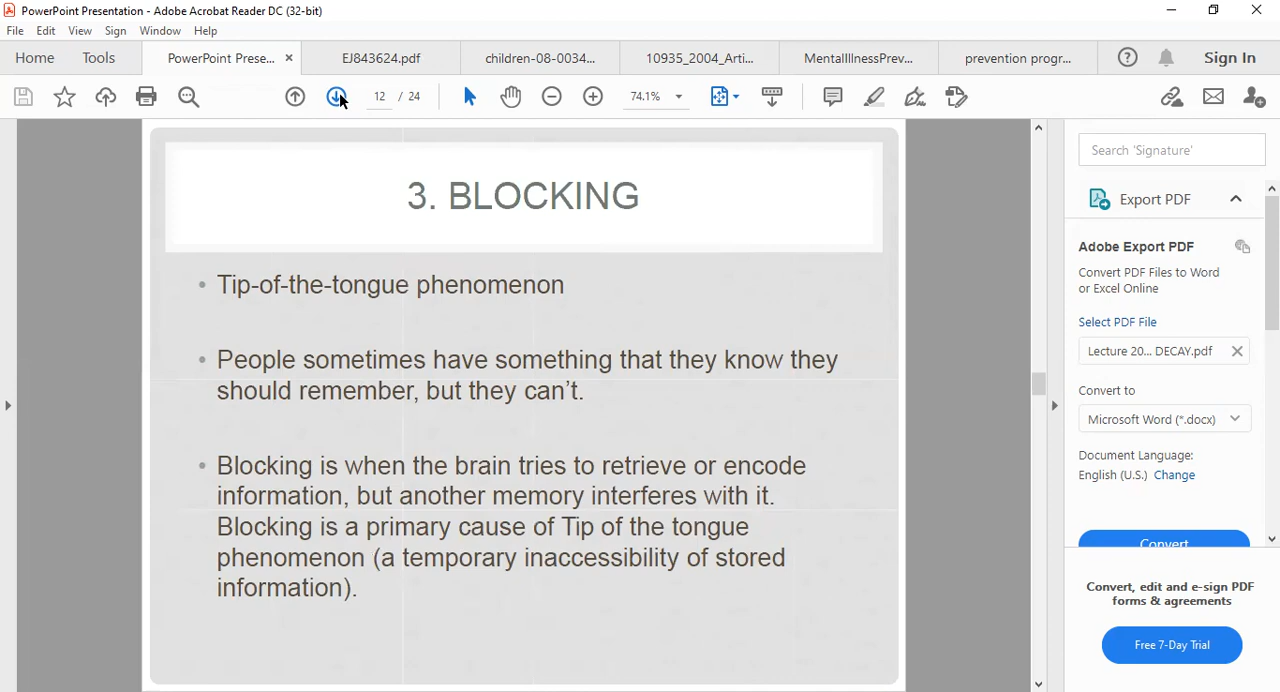 PowerPoint Presentation - Adobe Acrobat Reader DC (32-bit)
File Edit View Sign Window Help
Home Tools PowerPoint Prese... × EJ843624.pdf children-08-0034... 10935_2004_Arti... MentalIllnessPrev... prevention progr... Sign In
12 / 24 74.1%
3. BLOCKING
• Tip-of-the-tongue phenomenon
• People sometimes have something that they know they
should remember, but they can't.
• Blocking is when the brain tries to retrieve or encode
information, but another memory interferes with it.
Blocking is a primary cause of Tip of the tongue
phenomenon (a temporary inaccessibility of stored
information).
Search 'Signature'
Export PDF
Adobe Export PDF
Convert PDF Files to Word
or Excel Online
Select PDF File
Lecture 20... DECAY.pdf
Convert to
Microsoft Word (*.docx)
Document Language:
English (U.S.) Change
Convert
Convert, edit and e-sign PDF
forms & agreements
Free 7-Day Trial